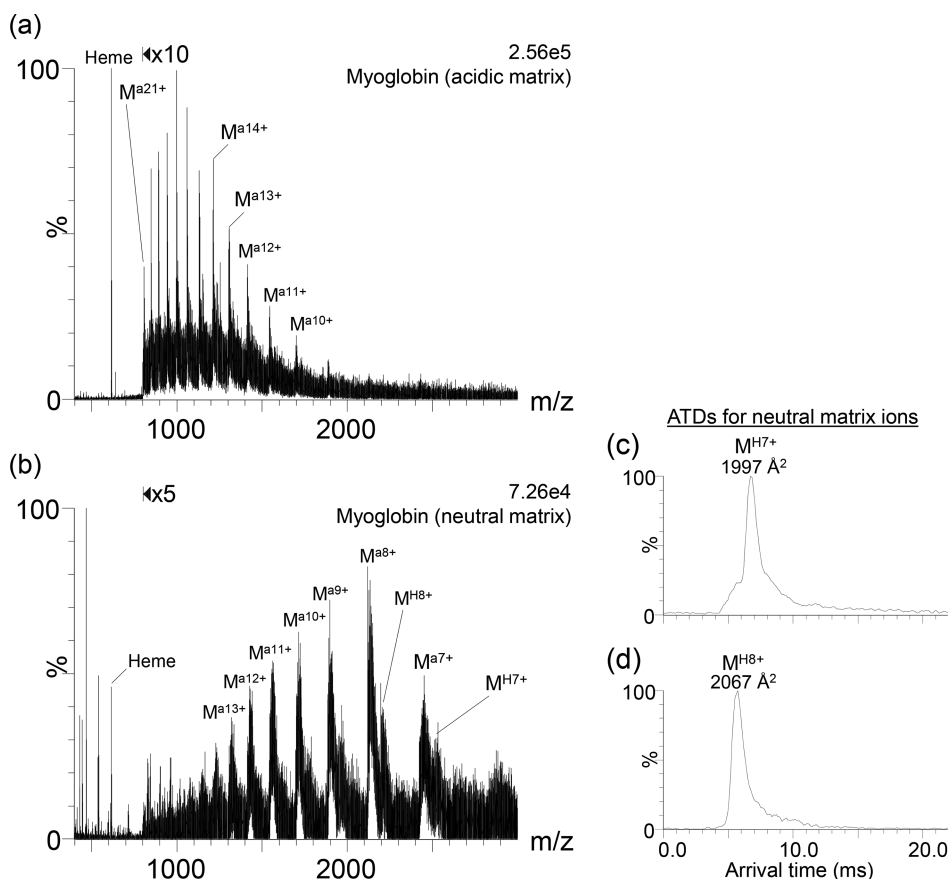 (a)
Heme
x10
2.56e5
Myoglobin (acidic matrix)
100
Mᵃ²¹⁺
Mᵃ¹⁴⁺
Mᵃ¹³⁺
Mᵃ¹²⁺
Mᵃ¹¹⁺
Mᵃ¹⁰⁺
%
0
1000
2000
m/z
(b)
x5
7.26e4
Myoglobin (neutral matrix)
100
Mᵃ⁸⁺
Mᵃ⁹⁺
Mᴴ⁸⁺
Mᵃ¹⁰⁺
Mᵃ¹¹⁺
Mᵃ⁷⁺
Heme
Mᵃ¹²⁺
Mᴴ⁷⁺
Mᵃ¹³⁺
%
0
1000
2000
m/z
ATDs for neutral matrix ions
(c)
Mᴴ⁷⁺
1997 Å²
100
%
0
(d)
Mᴴ⁸⁺
2067 Å²
100
%
0
10.0
20.0
Arrival time (ms)